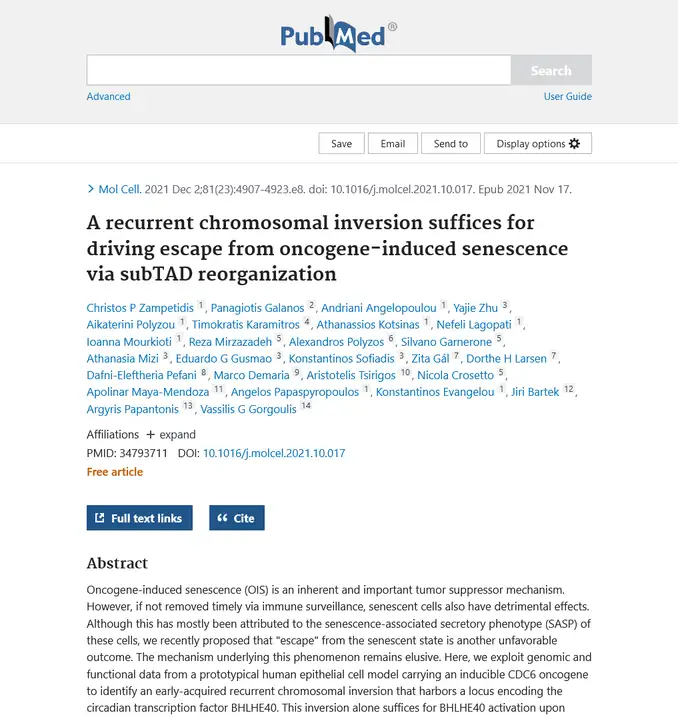 PubMed®
Search
Advanced
User Guide
Save
Email
Send to
Display options
Mol Cell. 2021 Dec 2;81(23):4907-4923.e8. doi: 10.1016/j.molcel.2021.10.017. Epub 2021 Nov 17.
A recurrent chromosomal inversion suffices for
driving escape from oncogene-induced senescence
via subTAD reorganization
Christos P Zampetidis 1, Panagiotis Galanos 2, Andriani Angelopoulou 1, Yajie Zhu 3,
Aikaterini Polyzou 1, Timokratis Karamitros 4, Athanassios Kotsinas 1, Nefeli Lagopati 1,
Ioanna Mourkioti 1, Reza Mirzazadeh 5, Alexandros Polyzos 6, Silvano Garnerone 5,
Athanasia Mizi 3, Eduardo G Gusmao 3, Konstantinos Sofiadis 3, Zita Gál 7, Dorthe H Larsen 7,
Dafni-Eleftheria Pefani 8, Marco Demaria 9, Aristotelis Tsirigos 10, Nicola Crosetto 5,
Apolinar Maya-Mendoza 11, Angelos Papaspyropoulos 1, Konstantinos Evangelou 1, Jiri Bartek 12,
Argyris Papantonis 13, Vassilis G Gorgoulis 14
Affiliations + expand
PMID: 34793711 DOI: 10.1016/j.molcel.2021.10.017
Free article
Full text links
Cite
Abstract
Oncogene-induced senescence (OIS) is an inherent and important tumor suppressor mechanism.
However, if not removed timely via immune surveillance, senescent cells also have detrimental effects.
Although this has mostly been attributed to the senescence-associated secretory phenotype (SASP) of
these cells, we recently proposed that "escape" from the senescent state is another unfavorable
outcome. The mechanism underlying this phenomenon remains elusive. Here, we exploit genomic and
functional data from a prototypical human epithelial cell model carrying an inducible CDC6 oncogene
to identify an early-acquired recurrent chromosomal inversion that harbors a locus encoding the
circadian transcription factor BHLHE40. This inversion alone suffices for BHLHE40 activation upon